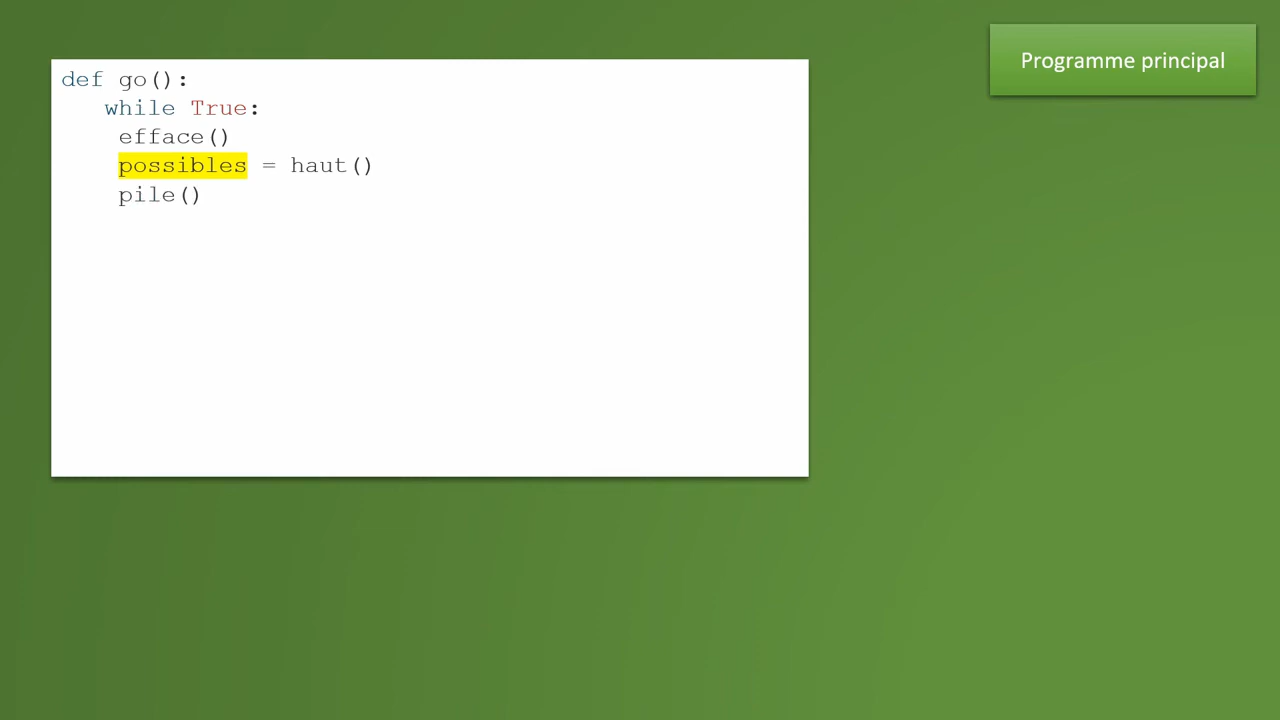 Programme principal
def go():
while True:
efface()
possibles = haut()
pile()